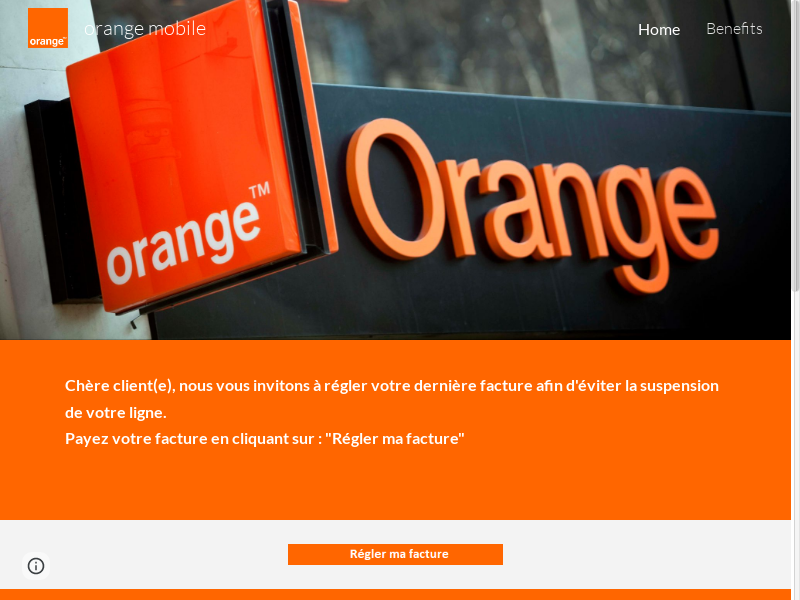 orange™
orange mobile
Home
Benefits
orange™
Orange
Chère client(e), nous vous invitons à régler votre dernière facture afin d'éviter la suspension
de votre ligne.
Payez votre facture en cliquant sur : "Régler ma facture"
Régler ma facture